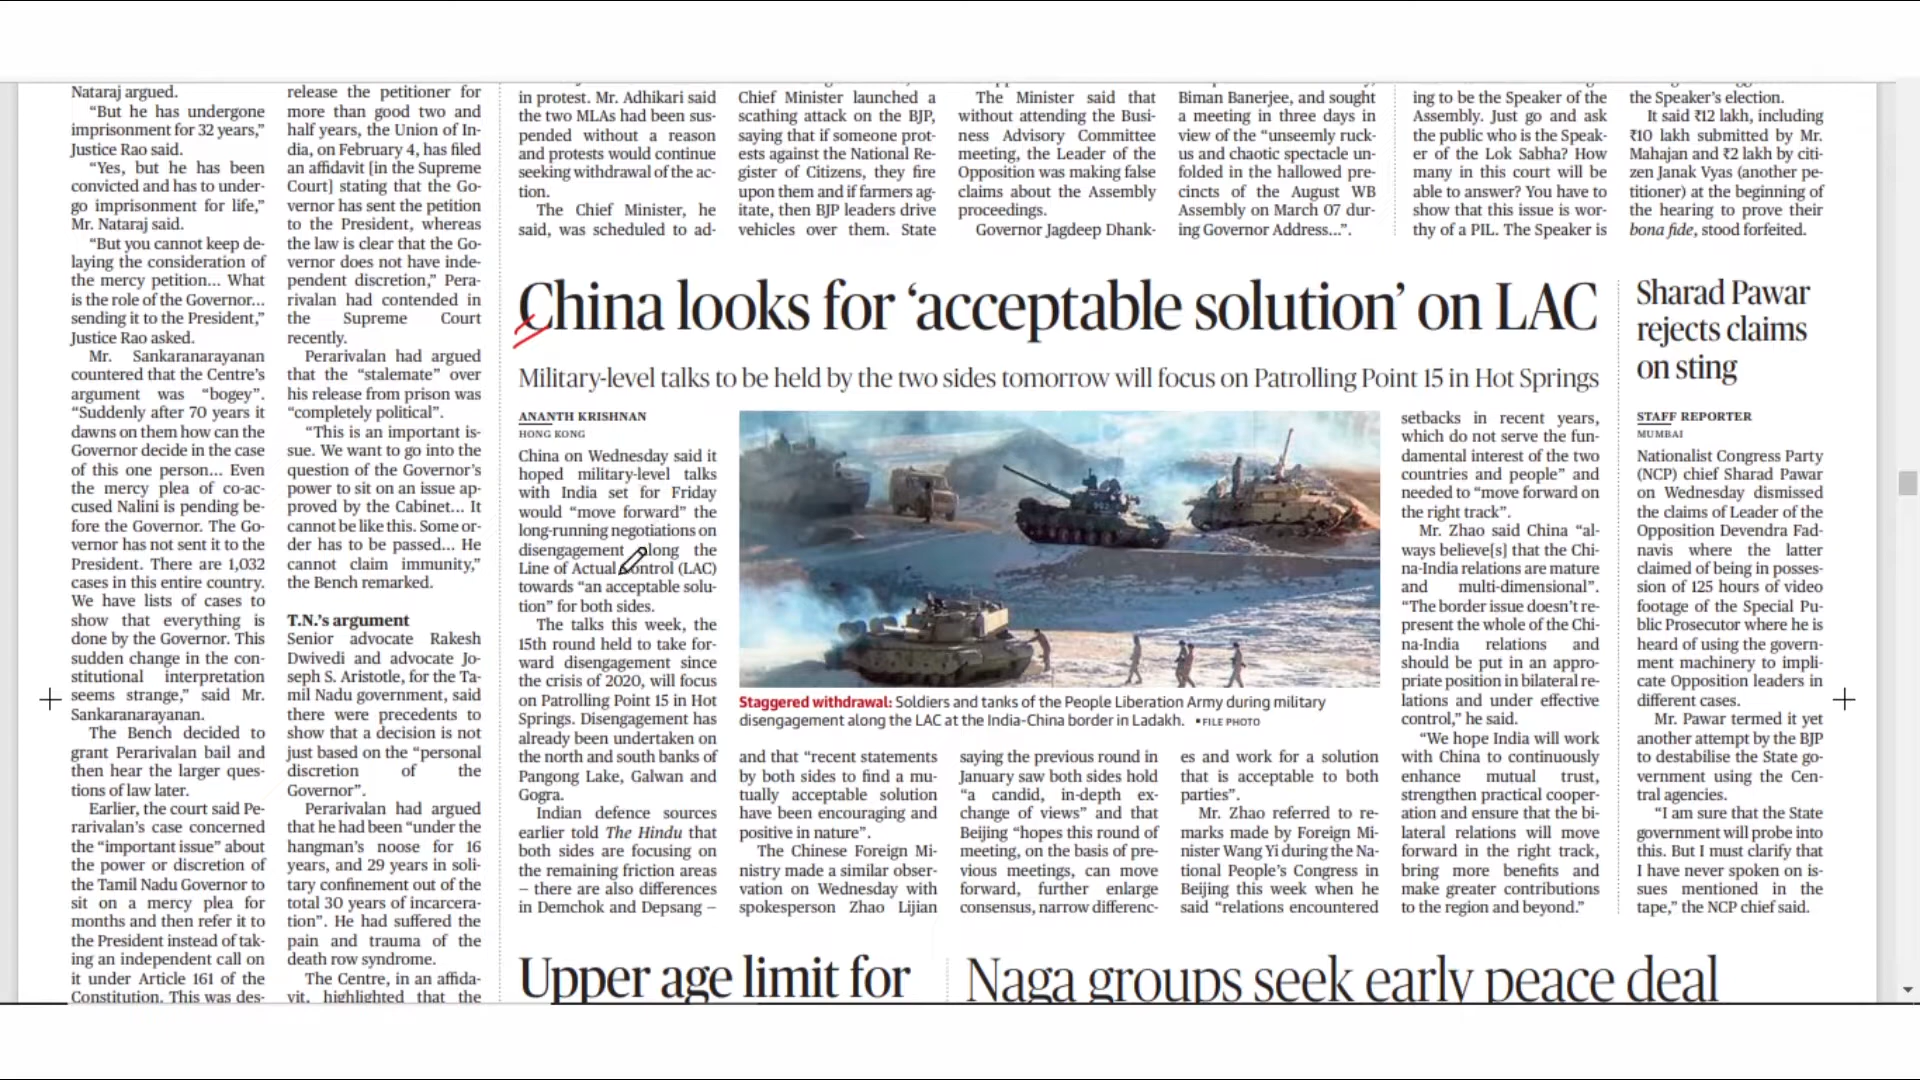 Nataraj argued.
“But he has undergone
imprisonment for 32 years,”
Justice Rao said.
“Yes, but he has been
convicted and has to under-
go imprisonment for life,”
Mr. Nataraj said.
“But you cannot keep de-
laying the consideration of
the mercy petition... What
is the role of the Governor...
sending it to the President,”
Justice Rao asked.
Mr. Sankaranarayanan
countered that the Centre’s
argument was “bogey”.
“Suddenly after 70 years it
dawns on them how can the
Governor decide in the case
of this one person... Even
the mercy plea of co-ac-
cused Nalini is pending be-
fore the Governor. The Go-
vernor has not sent it to the
President. There are 1,032
cases in this entire country.
We have lists of cases to
show that everything is
done by the Governor. This
sudden change in the con-
stitutional interpretation
seems strange,” said Mr.
Sankaranarayanan.
The Bench decided to
grant Perarivalan bail and
then hear the larger ques-
tions of law later.
Earlier, the court said Pe-
rarivalan’s case concerned
the “important issue” about
the power or discretion of
the Tamil Nadu Governor to
sit on a mercy plea for
months and then refer it to
the President instead of tak-
ing an independent call on
it under Article 161 of the
Constitution. This was des-
release the petitioner for
more than good two and
half years, the Union of In-
dia, on February 4, has filed
an affidavit [in the Supreme
Court] stating that the Go-
vernor has sent the petition
to the President, whereas
the law is clear that the Go-
vernor does not have inde-
pendent discretion,” Pera-
rivalan had contended in
the Supreme Court
recently.
Perarivalan had argued
that the “stalemate” over
his release from prison was
“completely political”.
“This is an important is-
sue. We want to go into the
question of the Governor’s
power to sit on an issue ap-
proved by the Cabinet... It
cannot be like this. Some or-
der has to be passed... He
cannot claim immunity,”
the Bench remarked.
T.N.’s argument
Senior advocate Rakesh
Dwivedi and advocate Jo-
seph S. Aristotle, for the Ta-
mil Nadu government, said
there were precedents to
show that a decision is not
just based on the “personal
discretion of the
Governor”.
Perarivalan had argued
that he had been “under the
hangman’s noose for 16
years, and 29 years in soli-
tary confinement out of the
total 30 years of incarcera-
tion”. He had suffered the
pain and trauma of the
death row syndrome.
The Centre, in an affida-
vit, highlighted that the
in protest. Mr. Adhikari said
the two MLAs had been sus-
pended without a reason
and protests would continue
seeking withdrawal of the ac-
tion.
The Chief Minister, he
said, was scheduled to ad-
Chief Minister launched a
scathing attack on the BJP,
saying that if someone prot-
ests against the National Re-
gister of Citizens, they fire
upon them and if farmers ag-
itate, then BJP leaders drive
vehicles over them. State
The Minister said that
without attending the Busi-
ness Advisory Committee
meeting, the Leader of the
Opposition was making false
claims about the Assembly
proceedings.
Governor Jagdeep Dhank-
Biman Banerjee, and sought
a meeting in three days in
view of the “unseemly ruck-
us and chaotic spectacle un-
folded in the hallowed pre-
cincts of the August WB
Assembly on March 07 dur-
ing Governor Address...”.
ing to be the Speaker of the
Assembly. Just go and ask
the public who is the Speak-
er of the Lok Sabha? How
many in this court will be
able to answer? You have to
show that this issue is wor-
thy of a PIL. The Speaker is
the Speaker’s election.
It said ₹12 lakh, including
₹10 lakh submitted by Mr.
Mahajan and ₹2 lakh by citi-
zen Janak Vyas (another pe-
titioner) at the beginning of
the hearing to prove their
bona fide, stood forfeited.
China looks for ‘acceptable solution’ on LAC
Military-level talks to be held by the two sides tomorrow will focus on Patrolling Point 15 in Hot Springs
ANANTH KRISHNAN
HONG KONG
China on Wednesday said it
hoped military-level talks
with India set for Friday
would “move forward” the
long-running negotiations on
disengagement along the
Line of Actual Control (LAC)
towards “an acceptable solu-
tion” for both sides.
The talks this week, the
15th round held to take for-
ward disengagement since
the crisis of 2020, will focus
on Patrolling Point 15 in Hot
Springs. Disengagement has
already been undertaken on
the north and south banks of
Pangong Lake, Galwan and
Gogra.
Indian defence sources
earlier told The Hindu that
both sides are focusing on
the remaining friction areas
– there are also differences
in Demchok and Depsang –
Staggered withdrawal: Soldiers and tanks of the People Liberation Army during military
disengagement along the LAC at the India-China border in Ladakh. ▪FILE PHOTO
and that “recent statements
by both sides to find a mu-
tually acceptable solution
have been encouraging and
positive in nature”.
The Chinese Foreign Mi-
nistry made a similar obser-
vation on Wednesday with
spokesperson Zhao Lijian
saying the previous round in
January saw both sides hold
“a candid, in-depth ex-
change of views” and that
Beijing “hopes this round of
meeting, on the basis of pre-
vious meetings, can move
forward, further enlarge
consensus, narrow differenc-
es and work for a solution
that is acceptable to both
parties”.
Mr. Zhao referred to re-
marks made by Foreign Mi-
nister Wang Yi during the Na-
tional People’s Congress in
Beijing this week when he
said “relations encountered
setbacks in recent years,
which do not serve the fun-
damental interest of the two
countries and people” and
needed to “move forward on
the right track”.
Mr. Zhao said China “al-
ways believe[s] that the Chi-
na-India relations are mature
and multi-dimensional”.
“The border issue doesn’t re-
present the whole of the Chi-
na-India relations and
should be put in an appro-
priate position in bilateral re-
lations and under effective
control,” he said.
“We hope India will work
with China to continuously
enhance mutual trust,
strengthen practical cooper-
ation and ensure that the bi-
lateral relations will move
forward in the right track,
bring more benefits and
make greater contributions
to the region and beyond.”
Sharad Pawar
rejects claims
on sting
STAFF REPORTER
MUMBAI
Nationalist Congress Party
(NCP) chief Sharad Pawar
on Wednesday dismissed
the claims of Leader of the
Opposition Devendra Fad-
navis where the latter
claimed of being in posses-
sion of 125 hours of video
footage of the Special Pu-
blic Prosecutor where he is
heard of using the govern-
ment machinery to impli-
cate Opposition leaders in
different cases.
Mr. Pawar termed it yet
another attempt by the BJP
to destabilise the State go-
vernment using the Cen-
tral agencies.
“I am sure that the State
government will probe into
this. But I must clarify that
I have never spoken on is-
sues mentioned in the
tape,” the NCP chief said.
Upper age limit for
Naga groups seek early peace deal